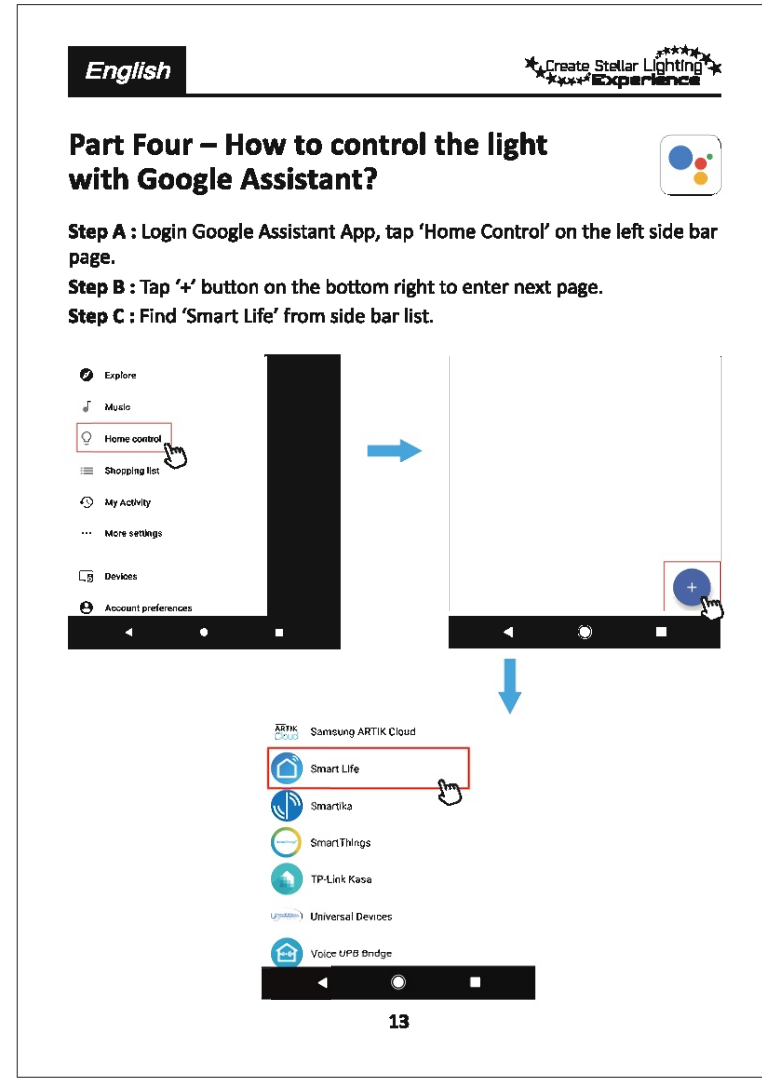 English
Create Stellar Lighting
Experience
Part Four – How to control the light
with Google Assistant?
Step A : Login Google Assistant App, tap ‘Home Control’ on the left side bar
page.
Step B : Tap ‘+’ button on the bottom right to enter next page.
Step C : Find ‘Smart Life’ from side bar list.
Explore
Music
Home control
Shopping list
My Activity
More settings
Devices
Account preferences
+
ARTIK
Cloud
Samsung ARTIK Cloud
Smart Life
Smartika
SmartThings
TP-Link Kasa
Universal Devices
Voice UPB Bridge
13